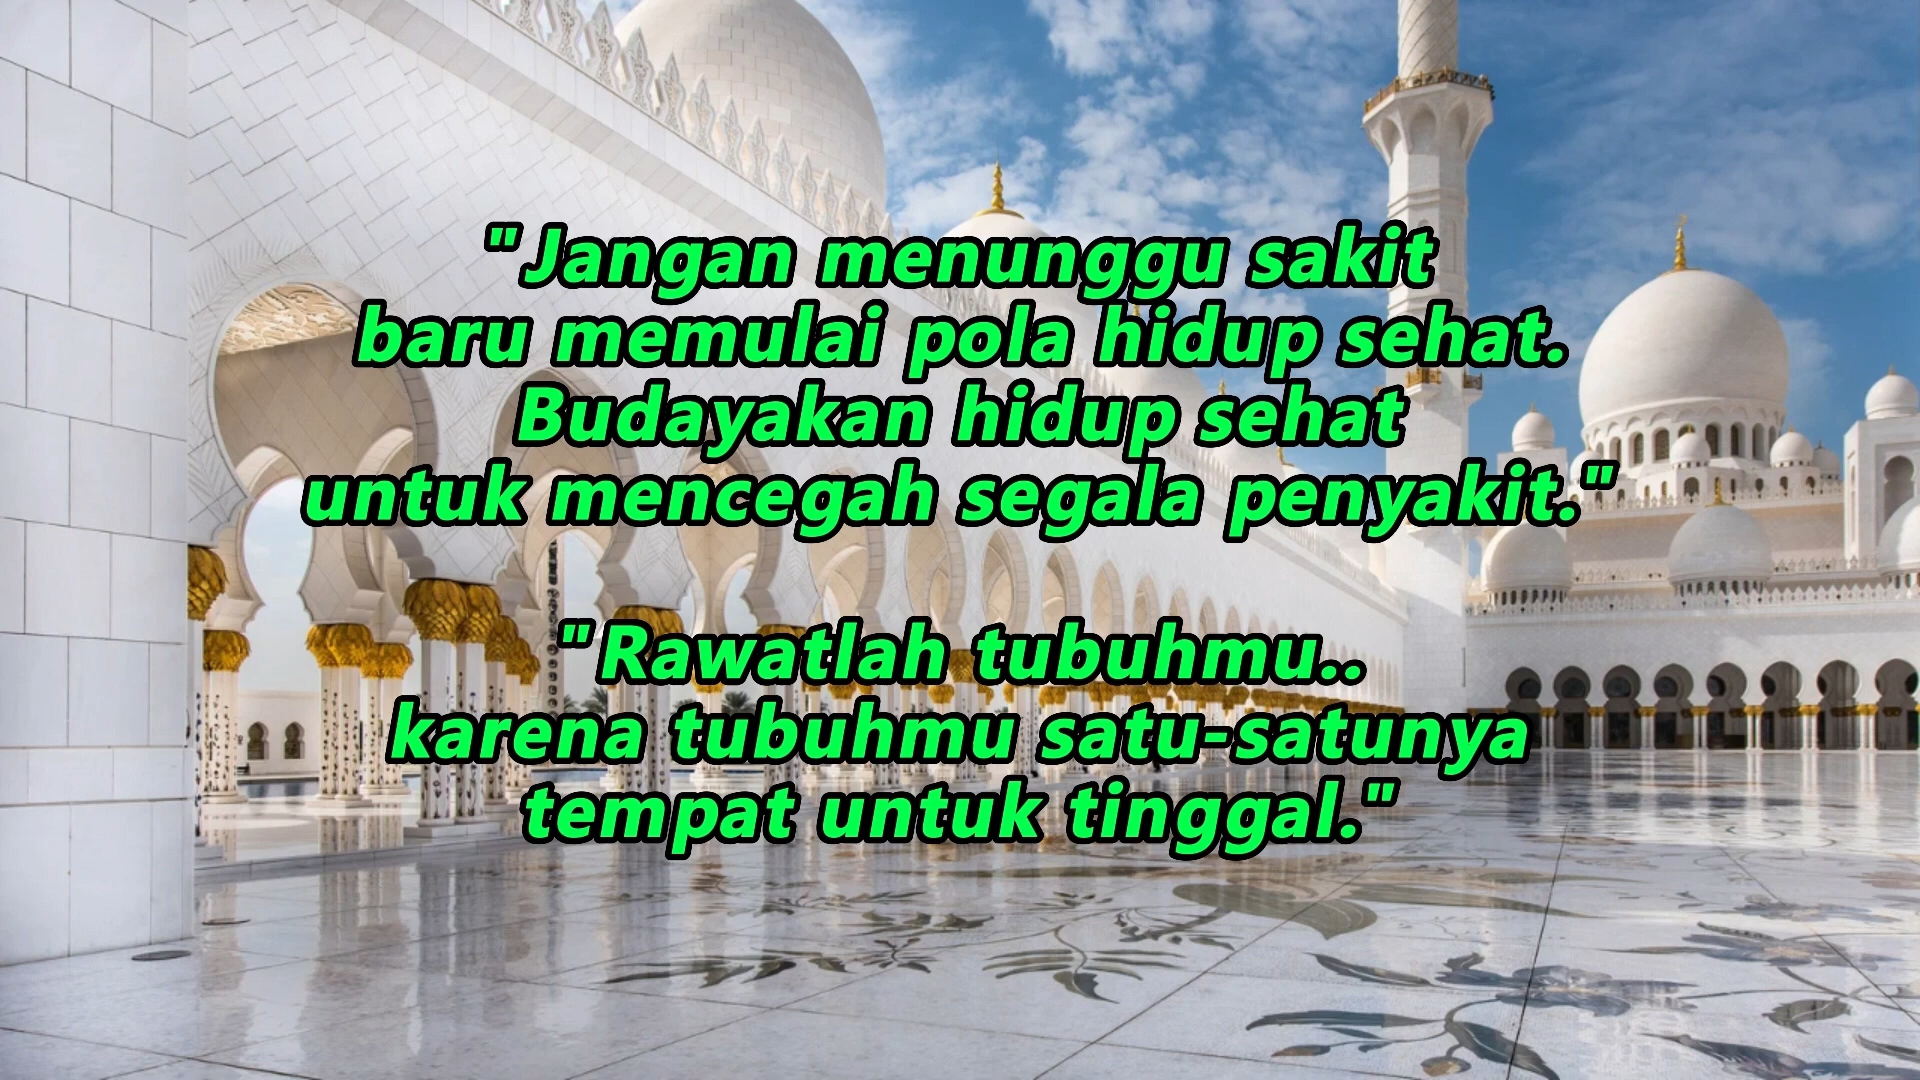 "Jangan menunggu sakit
baru memulai pola hidup sehat.
Budayakan hidup sehat
untuk mencegah segala penyakit."
"Rawatlah tubuhmu..
karena tubuhmu satu-satunya
tempat untuk tinggal."